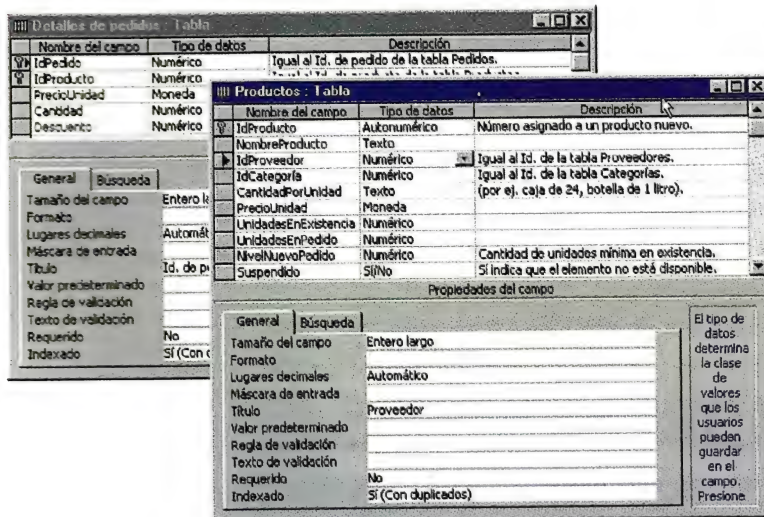 Detalles de pedidos : Tabla
Nombre del campo Tipo de datos Descripción
IdPedido Numérico Igual al Id. de pedido de la tabla Pedidos.
IdProducto Numérico
PrecioUnidad Moneda
Cantidad Numérico
Descuento Numérico
General Búsqueda
Tamaño del campo Entero la
Formato
Lugares decimales Automát
Máscara de entrada
Título Id. de pe
Valor predeterminado
Regla de validación
Texto de validación
Requerido No
Indexado Sí (Con d
Productos : Tabla
Nombre del campo Tipo de datos Descripción
IdProducto Autonumérico Número asignado a un producto nuevo.
NombreProducto Texto
IdProveedor Numérico Igual al Id. de la tabla Proveedores.
IdCategoría Numérico Igual al Id. de la tabla Categorías.
CantidadPorUnidad Texto (por ej. caja de 24, botella de 1 litro).
PrecioUnidad Moneda
UnidadesEnExistencia Numérico
UnidadesEnPedido Numérico
NivelNuevoPedido Numérico Cantidad de unidades mínima en existencia.
Suspendido Sí/No Sí indica que el elemento no está disponible.
Propiedades del campo
General Búsqueda
Tamaño del campo Entero largo
Formato
Lugares decimales Automático
Máscara de entrada
Título Proveedor
Valor predeterminado
Regla de validación
Texto de validación
Requerido No
Indexado Sí (Con duplicados)
El tipo de
datos
determina
la clase
de
valores
que los
usuarios
pueden
guardar
en el
campo.
Presione